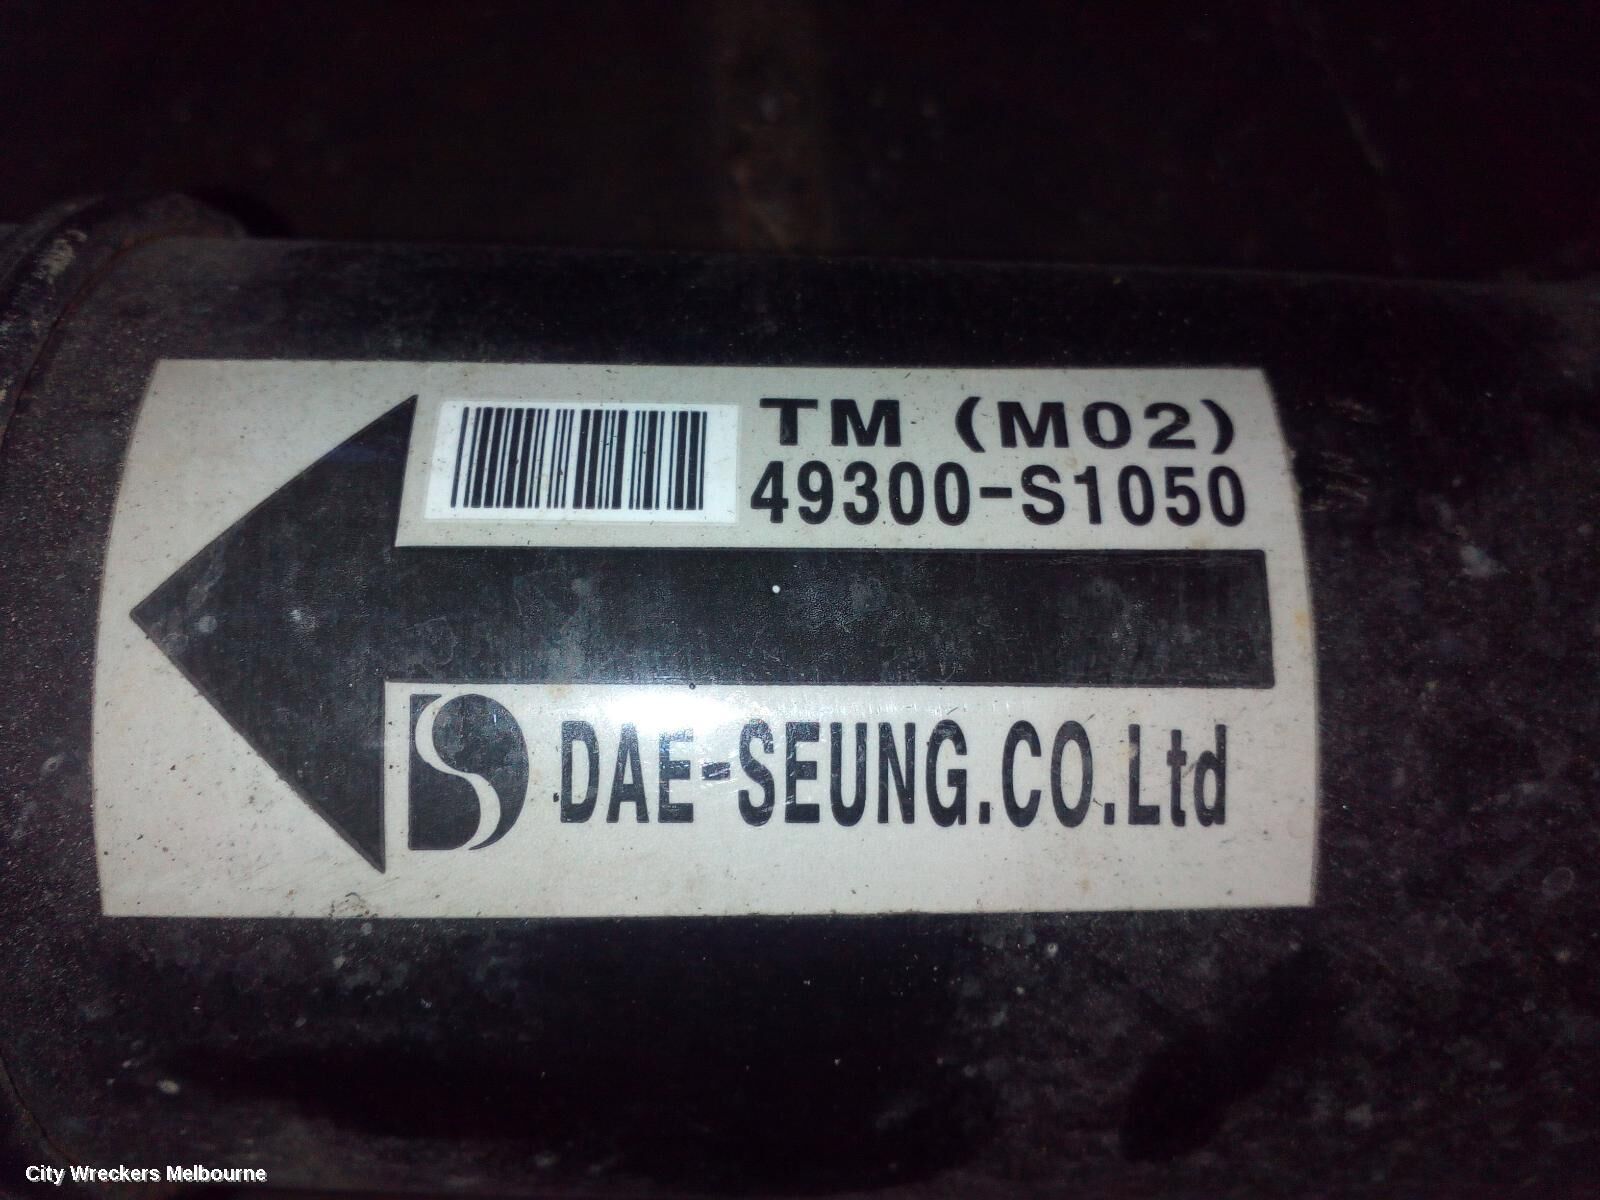 TM (M02)
49300-S1050
DAE-SEUNG.CO.Ltd
City Wreckers Melbourne